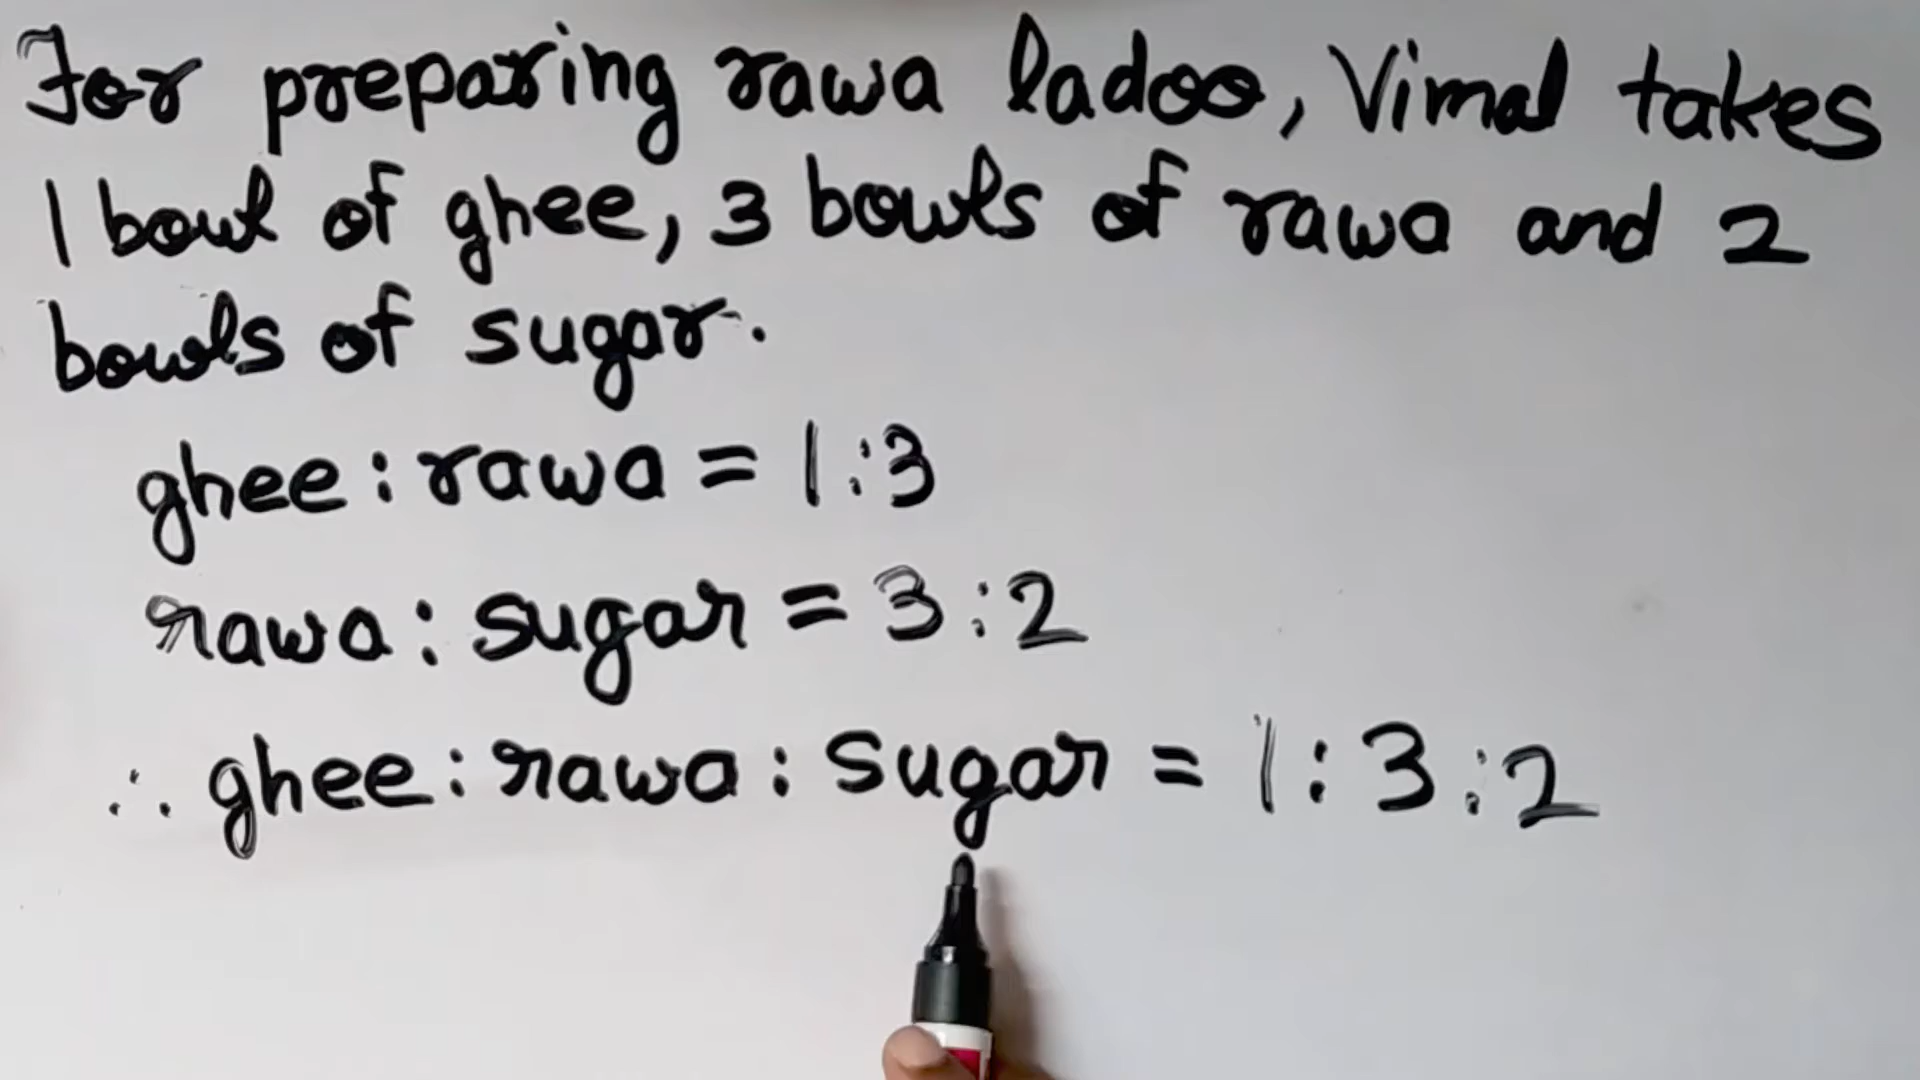 For preparing rawa ladoo, Vimal takes
1 bowl of ghee, 3 bowls of rawa and 2
bowls of sugar.
ghee : rawa = 1 : 3
rawa : sugar = 3 : 2
∴ ghee : rawa : sugar = 1 : 3 : 2